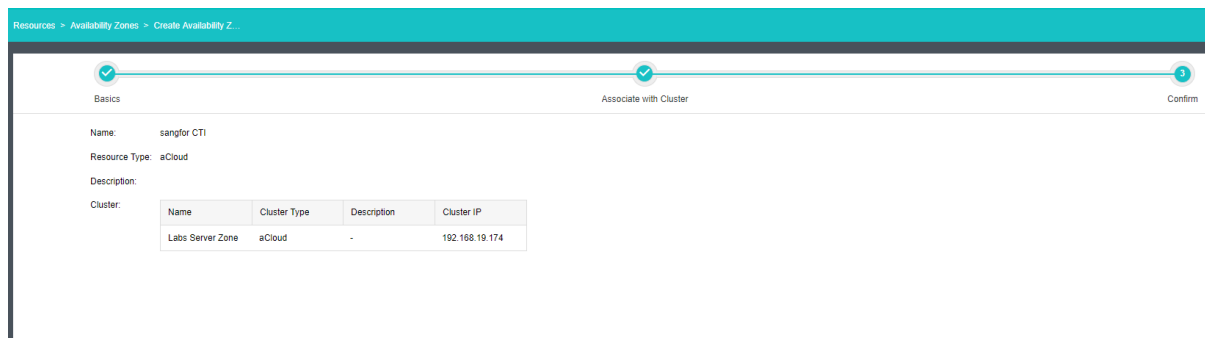 Resources > Availability Zones > Create Availability Z...
3
Basics
Associate with Cluster
Confirm
Name: sangfor CTI
Resource Type: aCloud
Description:
Cluster:
Name Cluster Type Description Cluster IP
Labs Server Zone aCloud - 192.168.19.174